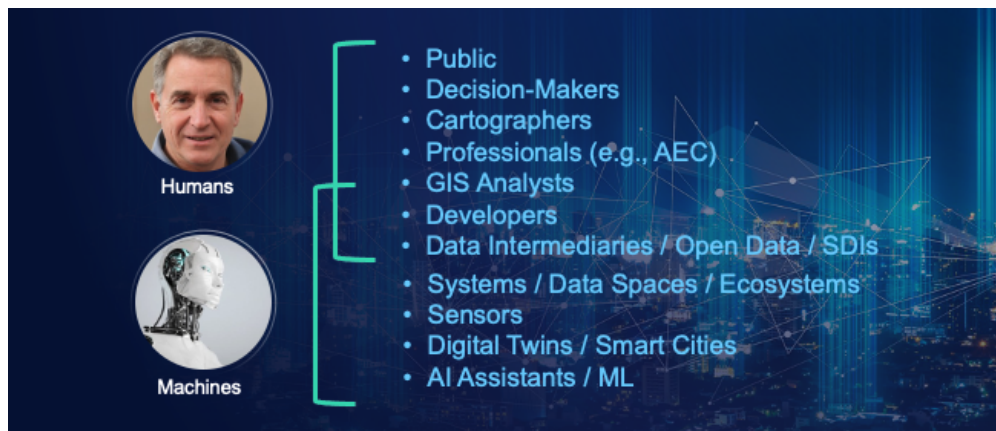 Humans
Machines
• Public
• Decision-Makers
• Cartographers
• Professionals (e.g., AEC)
• GIS Analysts
• Developers
• Data Intermediaries / Open Data / SDIs
• Systems / Data Spaces / Ecosystems
• Sensors
• Digital Twins / Smart Cities
• AI Assistants / ML